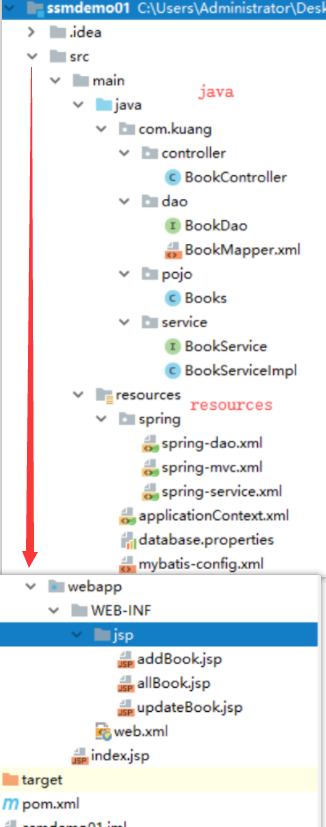 ssmdemo01 C:\Users\Administrator\Des
.idea
src
main
java
java
com.kuang
controller
BookController
dao
BookDao
BookMapper.xml
pojo
Books
service
BookService
BookServiceImpl
resources
resources
spring
spring-dao.xml
spring-mvc.xml
spring-service.xml
applicationContext.xml
database.properties
mybatis-config.xml
webapp
WEB-INF
jsp
addBook.jsp
allBook.jsp
updateBook.jsp
web.xml
index.jsp
target
pom.xml
ssmdemo01.iml